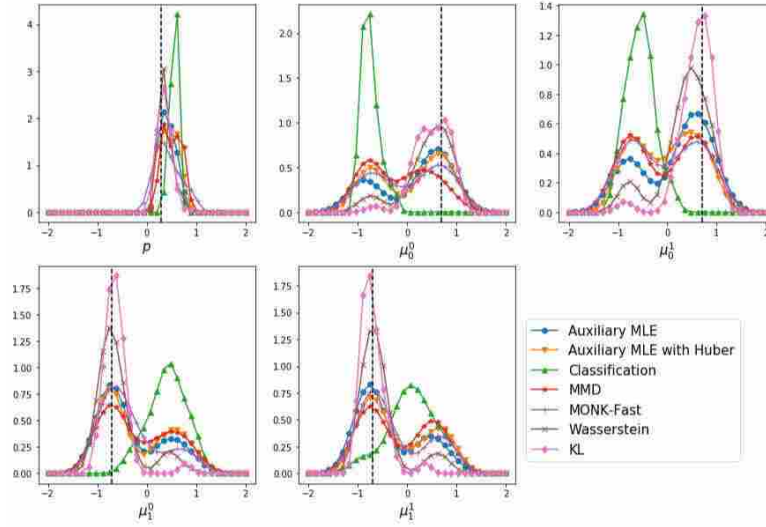 4
3
2
1
0
−2 −1 0 1 2
p
2.0
1.5
1.0
0.5
0.0
−2 −1 0 1 2
μ₀⁰
1.4
1.2
1.0
0.8
0.6
0.4
0.2
0.0
−2 −1 0 1 2
μ₀¹
1.75
1.50
1.25
1.00
0.75
0.50
0.25
0.00
−2 −1 0 1 2
μ₁⁰
1.75
1.50
1.25
1.00
0.75
0.50
0.25
0.00
−2 −1 0 1 2
μ₁¹
Auxiliary MLE
Auxiliary MLE with Huber
Classification
MMD
MONK-Fast
Wasserstein
KL